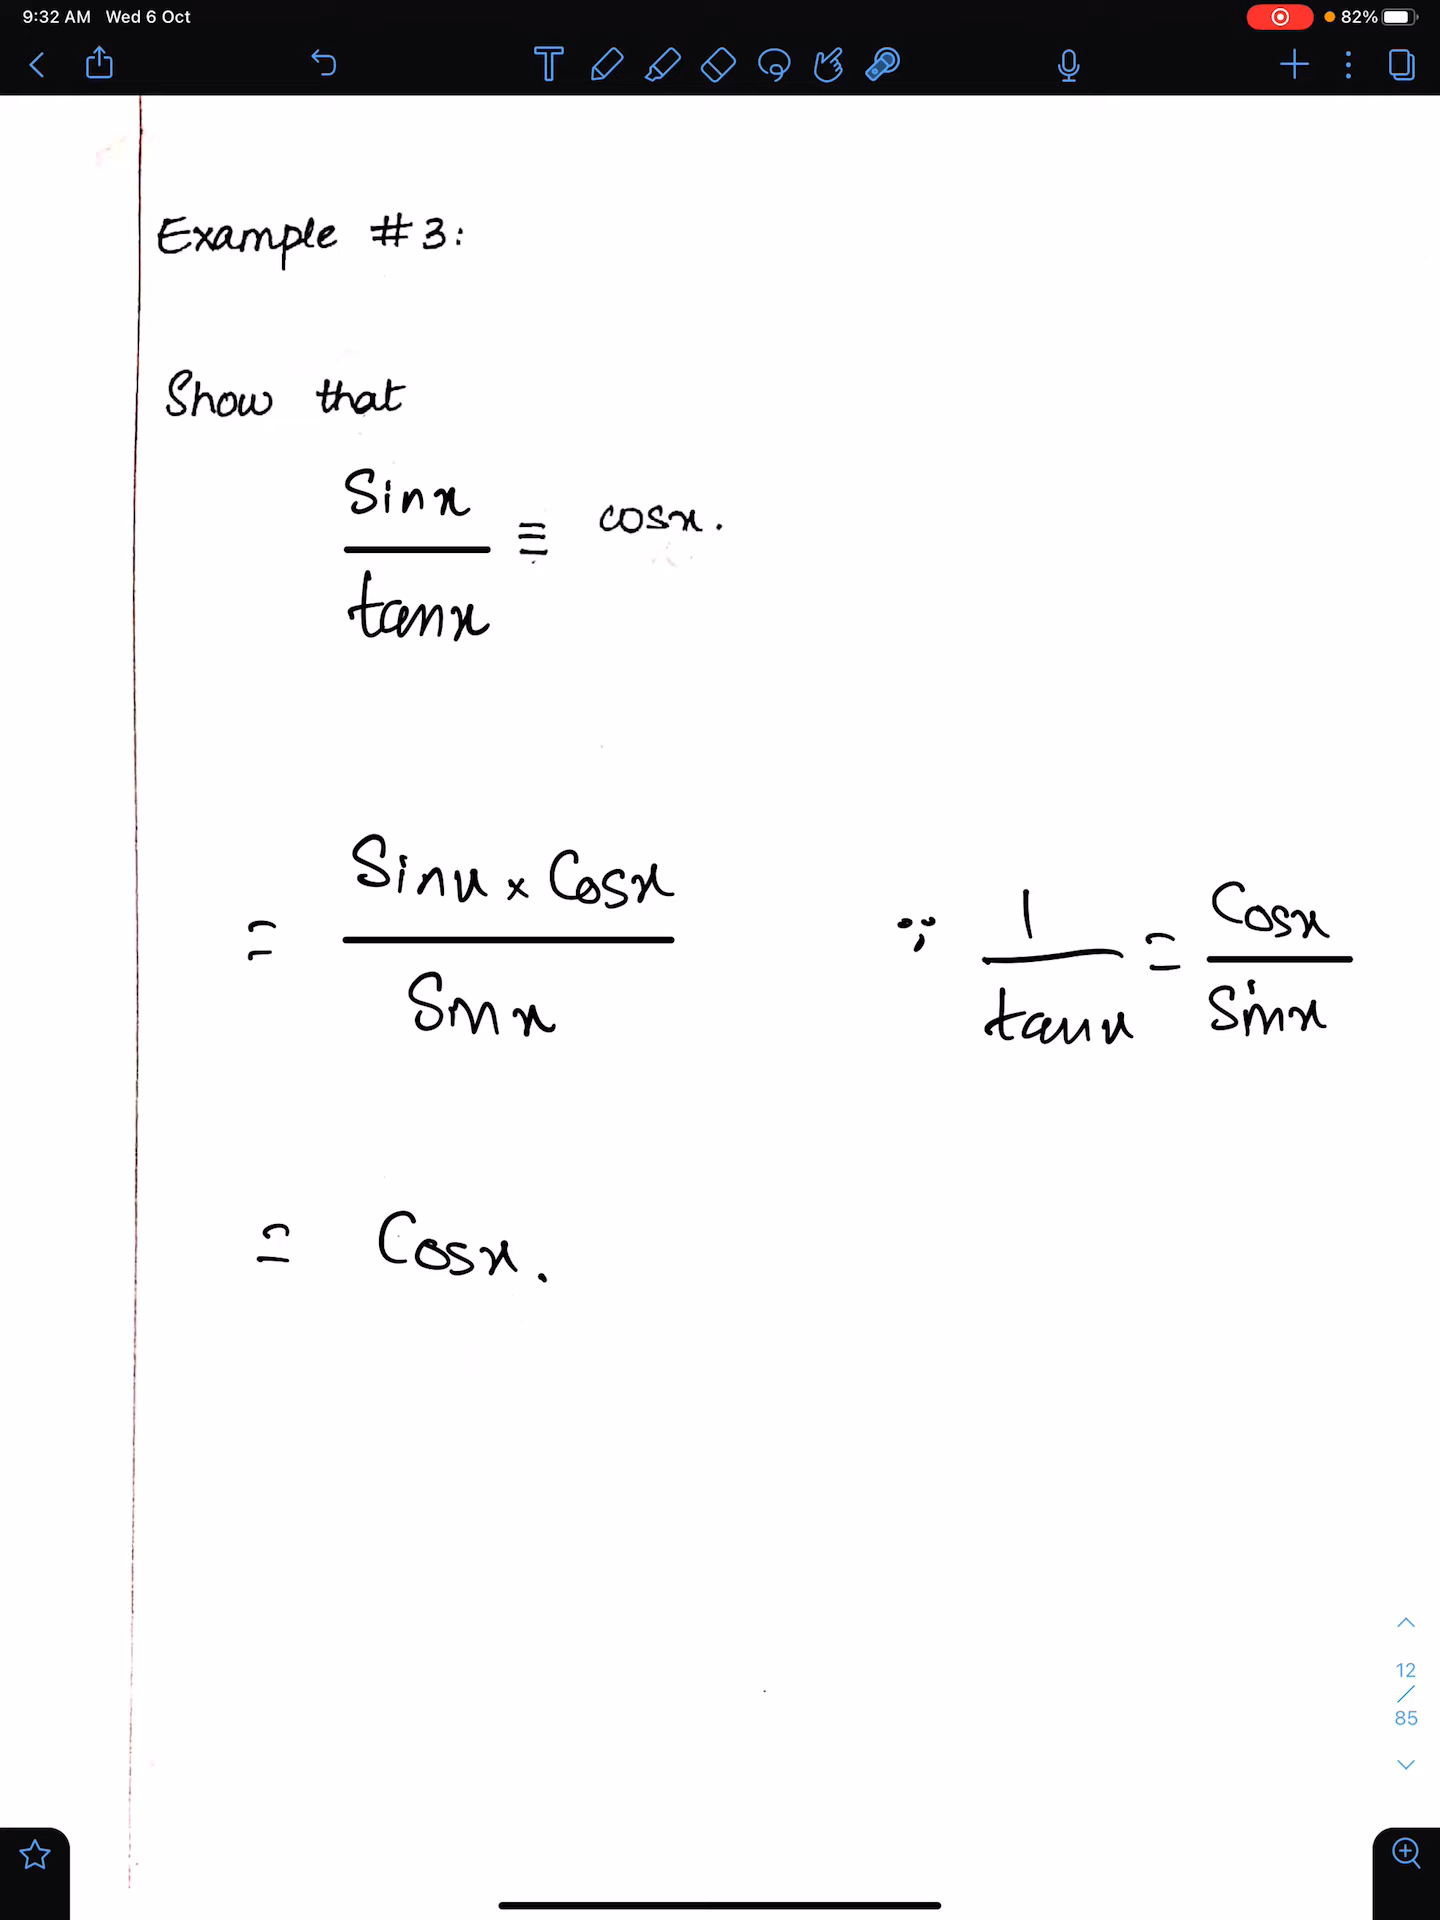 9:32 AM Wed 6 Oct
82%
Example #3:
Show that
Sinx
tanx
≡ cosx.
= Sinx × Cosx
Sinx
∵ 1
tanx
= Cosx
Sinx
= Cosx.
12
/
85